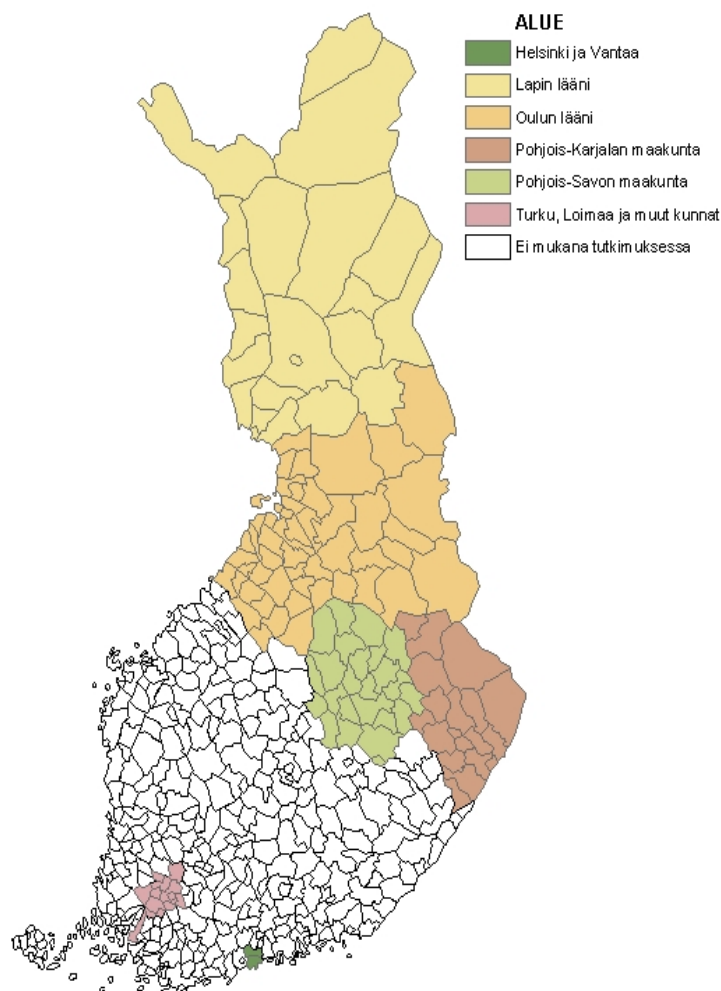 ALUE
Helsinki ja Vantaa
Lapin lääni
Oulun lääni
Pohjois-Karjalan maakunta
Pohjois-Savon maakunta
Turku, Loimaa ja muut kunnat
Ei mukana tutkimuksessa